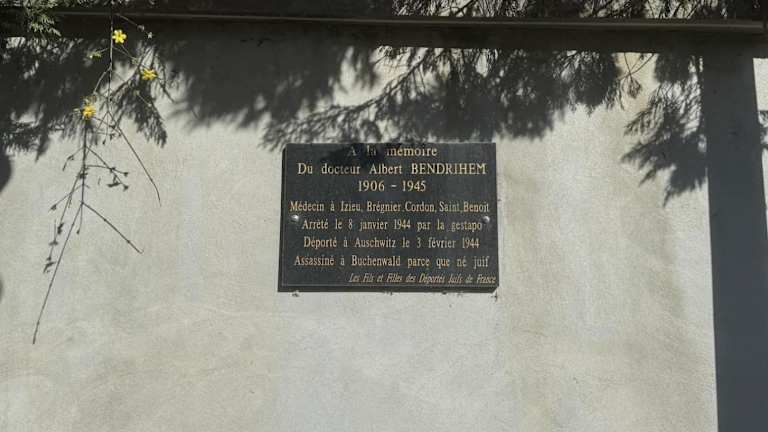 A la mémoire
Du docteur Albert BENDRIHEM
1906 - 1945
Médecin à Izieu, Brégnier.Cordon, Saint.Benoit
Arrêté le 8 janvier 1944 par la gestapo
Déporté à Auschwitz le 3 février 1944
Assassiné à Buchenwald parce que né juif
Les Fils et Filles des Déportés Juifs de France